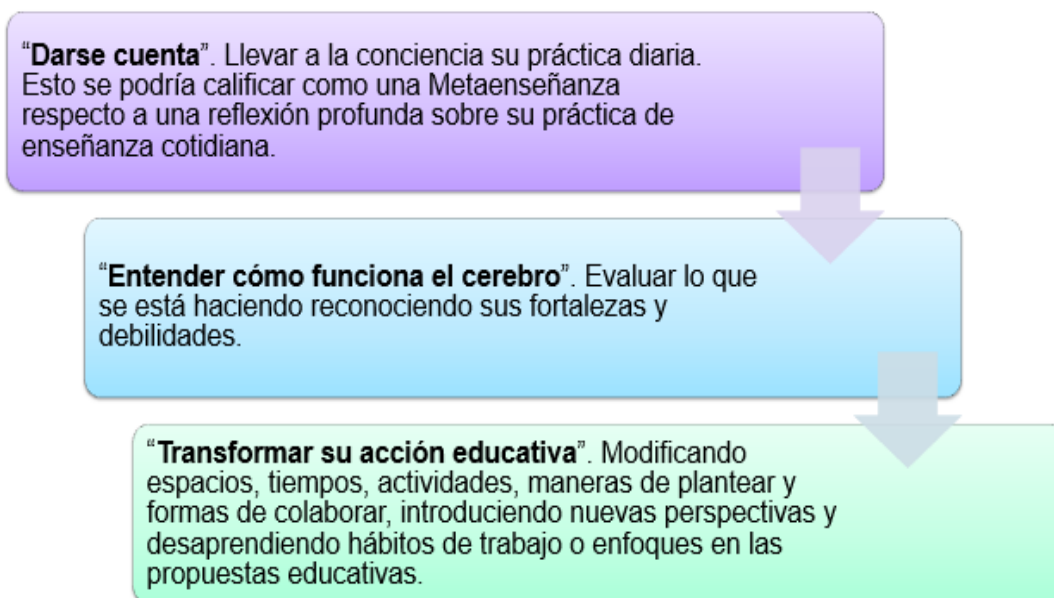 “Darse cuenta”. Llevar a la conciencia su práctica diaria.
Esto se podría calificar como una Metaenseñanza
respecto a una reflexión profunda sobre su práctica de
enseñanza cotidiana.
“Entender cómo funciona el cerebro”. Evaluar lo que
se está haciendo reconociendo sus fortalezas y
debilidades.
“Transformar su acción educativa”. Modificando
espacios, tiempos, actividades, maneras de plantear y
formas de colaborar, introduciendo nuevas perspectivas y
desaprendiendo hábitos de trabajo o enfoques en las
propuestas educativas.